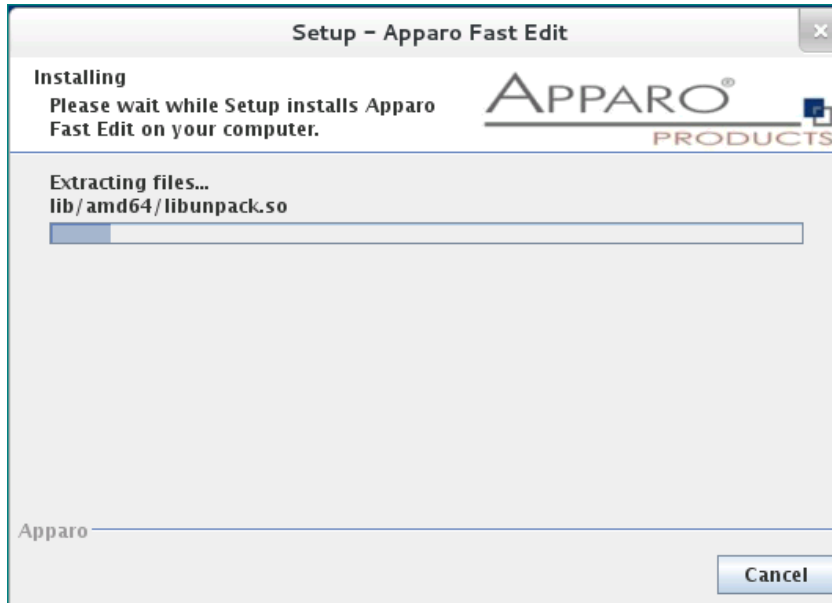 Setup - Apparo Fast Edit
Installing
Please wait while Setup installs Apparo
Fast Edit on your computer.
APPARO®
PRODUCTS
Extracting files...
lib/amd64/libunpack.so
Apparo
Cancel